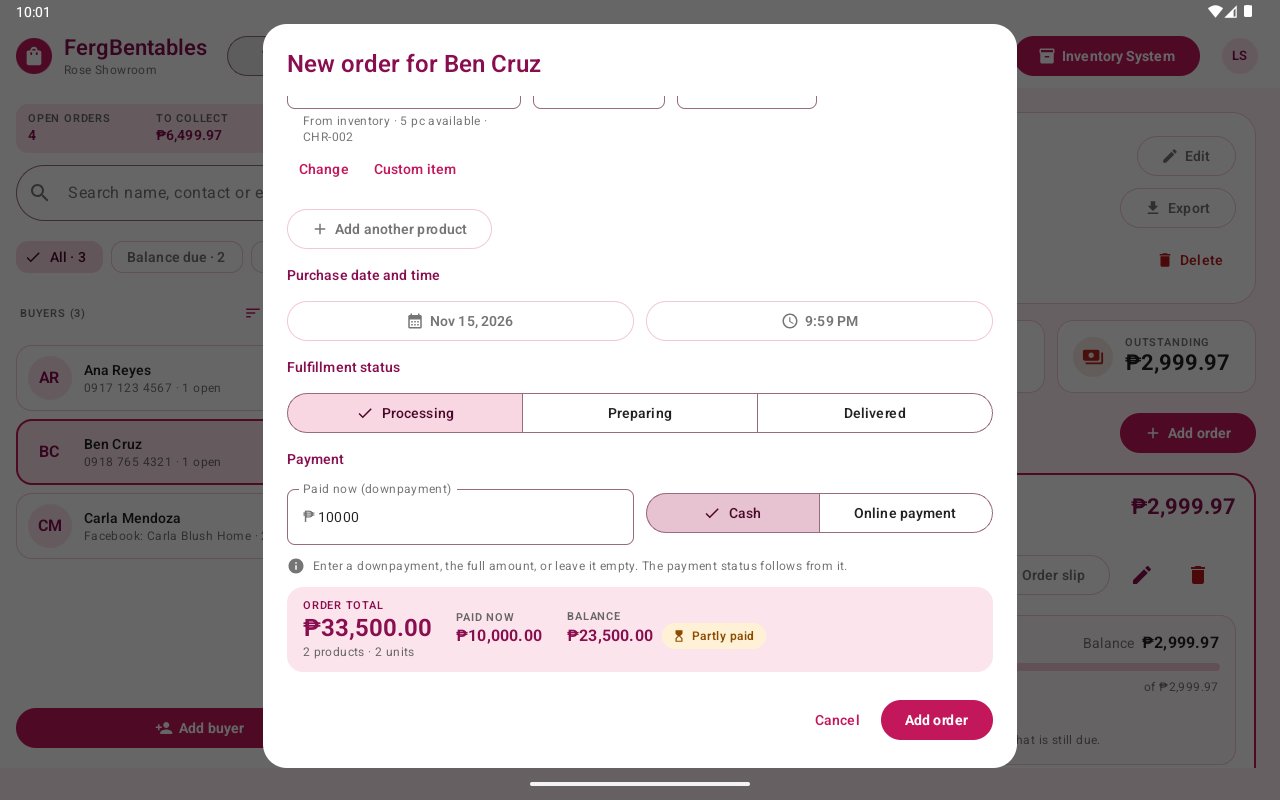 10:01
FergBentables
Rose Showroom
Inventory System
LS
OPEN ORDERS
4
TO COLLECT
₱6,499.97
Search name, contact or e
All · 3
Balance due · 2
BUYERS (3)
AR
Ana Reyes
0917 123 4567 · 1 open
BC
Ben Cruz
0918 765 4321 · 1 open
CM
Carla Mendoza
Facebook: Carla Blush Home ·
Add buyer
New order for Ben Cruz
From inventory · 5 pc available ·
CHR-002
Change
Custom item
Add another product
Purchase date and time
Nov 15, 2026
9:59 PM
Fulfillment status
Processing
Preparing
Delivered
Payment
Paid now (downpayment)
₱ 10000
Cash
Online payment
Enter a downpayment, the full amount, or leave it empty. The payment status follows from it.
ORDER TOTAL
₱33,500.00
2 products · 2 units
PAID NOW
₱10,000.00
BALANCE
₱23,500.00
Partly paid
Cancel
Add order
Edit
Export
Delete
OUTSTANDING
₱2,999.97
Add order
₱2,999.97
Order slip
Balance ₱2,999.97
of ₱2,999.97
hat is still due.